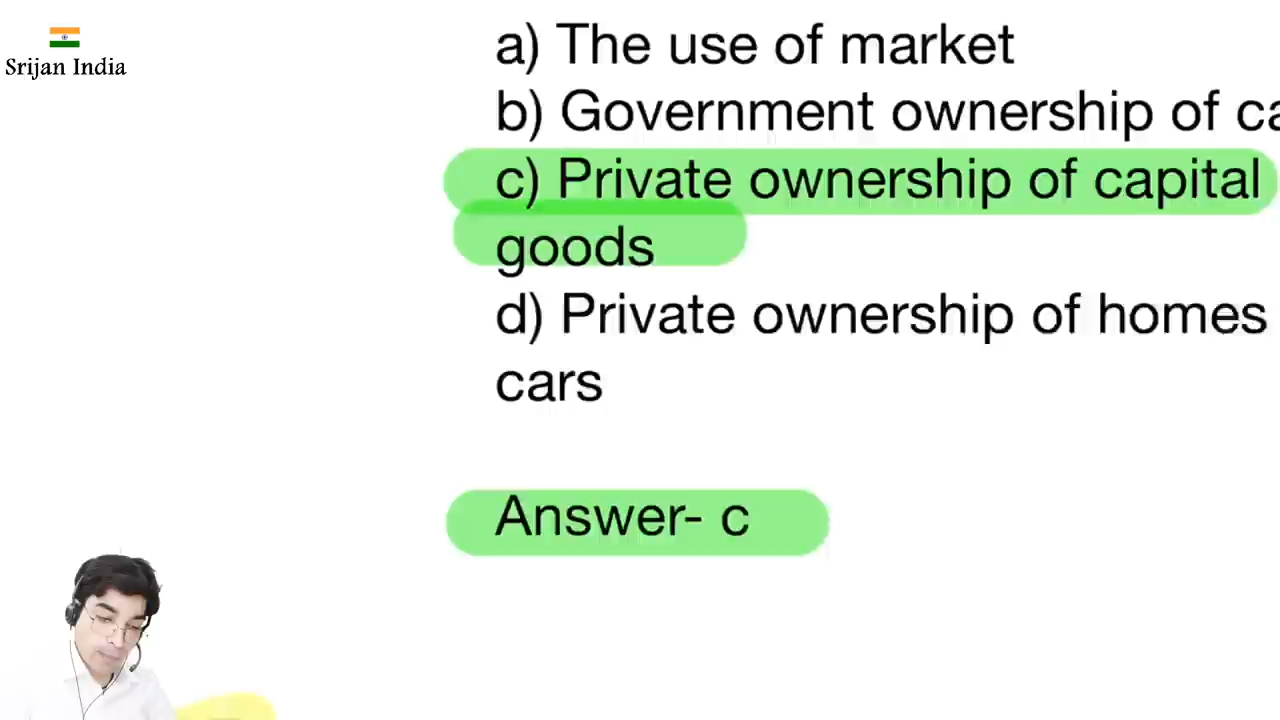 Srijan India
a) The use of market
b) Government ownership of
c) Private ownership of capital
goods
d) Private ownership of homes
cars
Answer- c